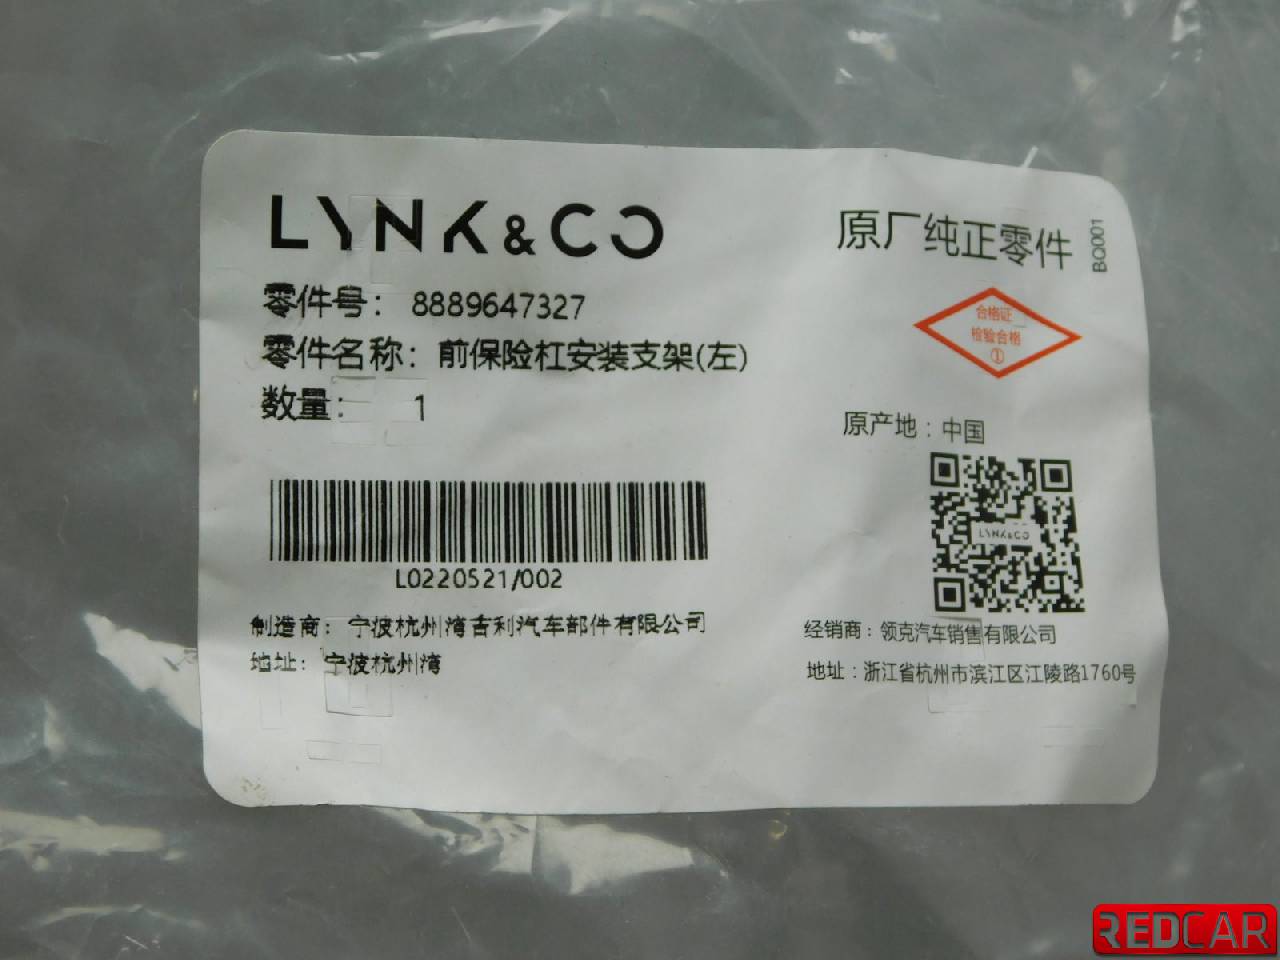 LYNK&CO
零件号： 8889647327
零件名称：前保险杠安装支架(左)
数量： 1
L0220521/002
制造商：宁波杭州湾吉利汽车部件有限公司
地址：宁波杭州湾
原厂纯正零件
BQ001
合格证
检验合格
①
原产地：中国
LYNK&CO
经销商：领克汽车销售有限公司
地址：浙江省杭州市滨江区江陵路1760号
REDCAR